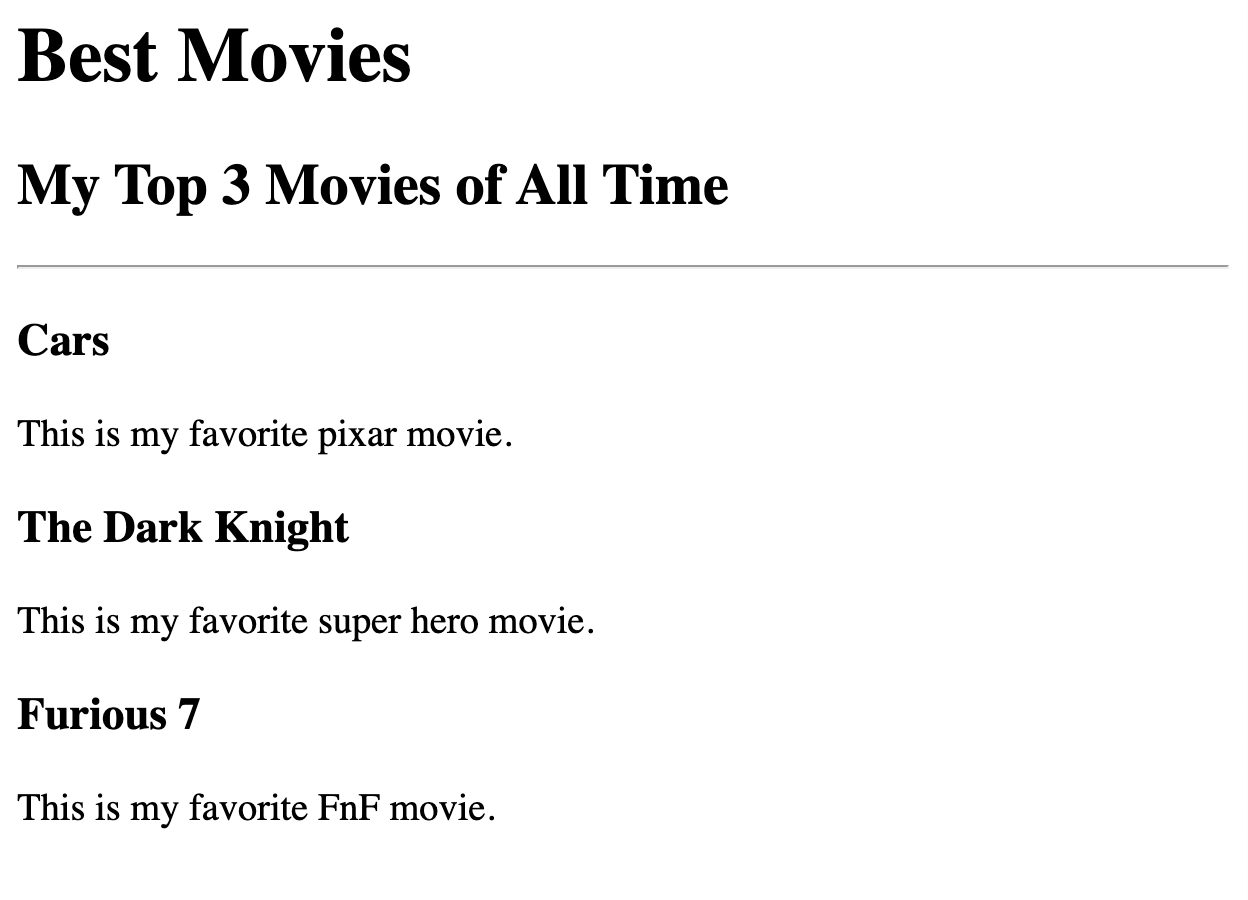 Best Movies
My Top 3 Movies of All Time
Cars
This is my favorite pixar movie.
The Dark Knight
This is my favorite super hero movie.
Furious 7
This is my favorite FnF movie.